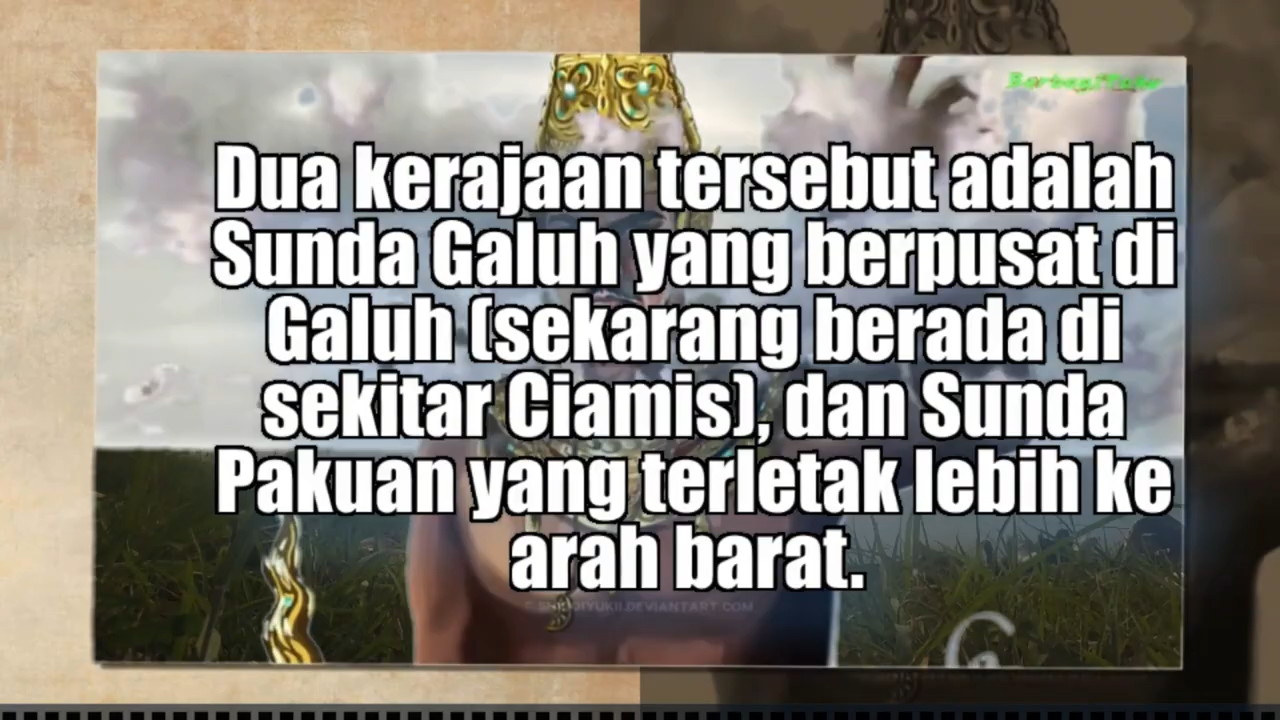 Dua kerajaan tersebut adalah
Sunda Galuh yang berpusat di
Galuh (sekarang berada di
sekitar Ciamis), dan Sunda
Pakuan yang terletak lebih ke
arah barat.